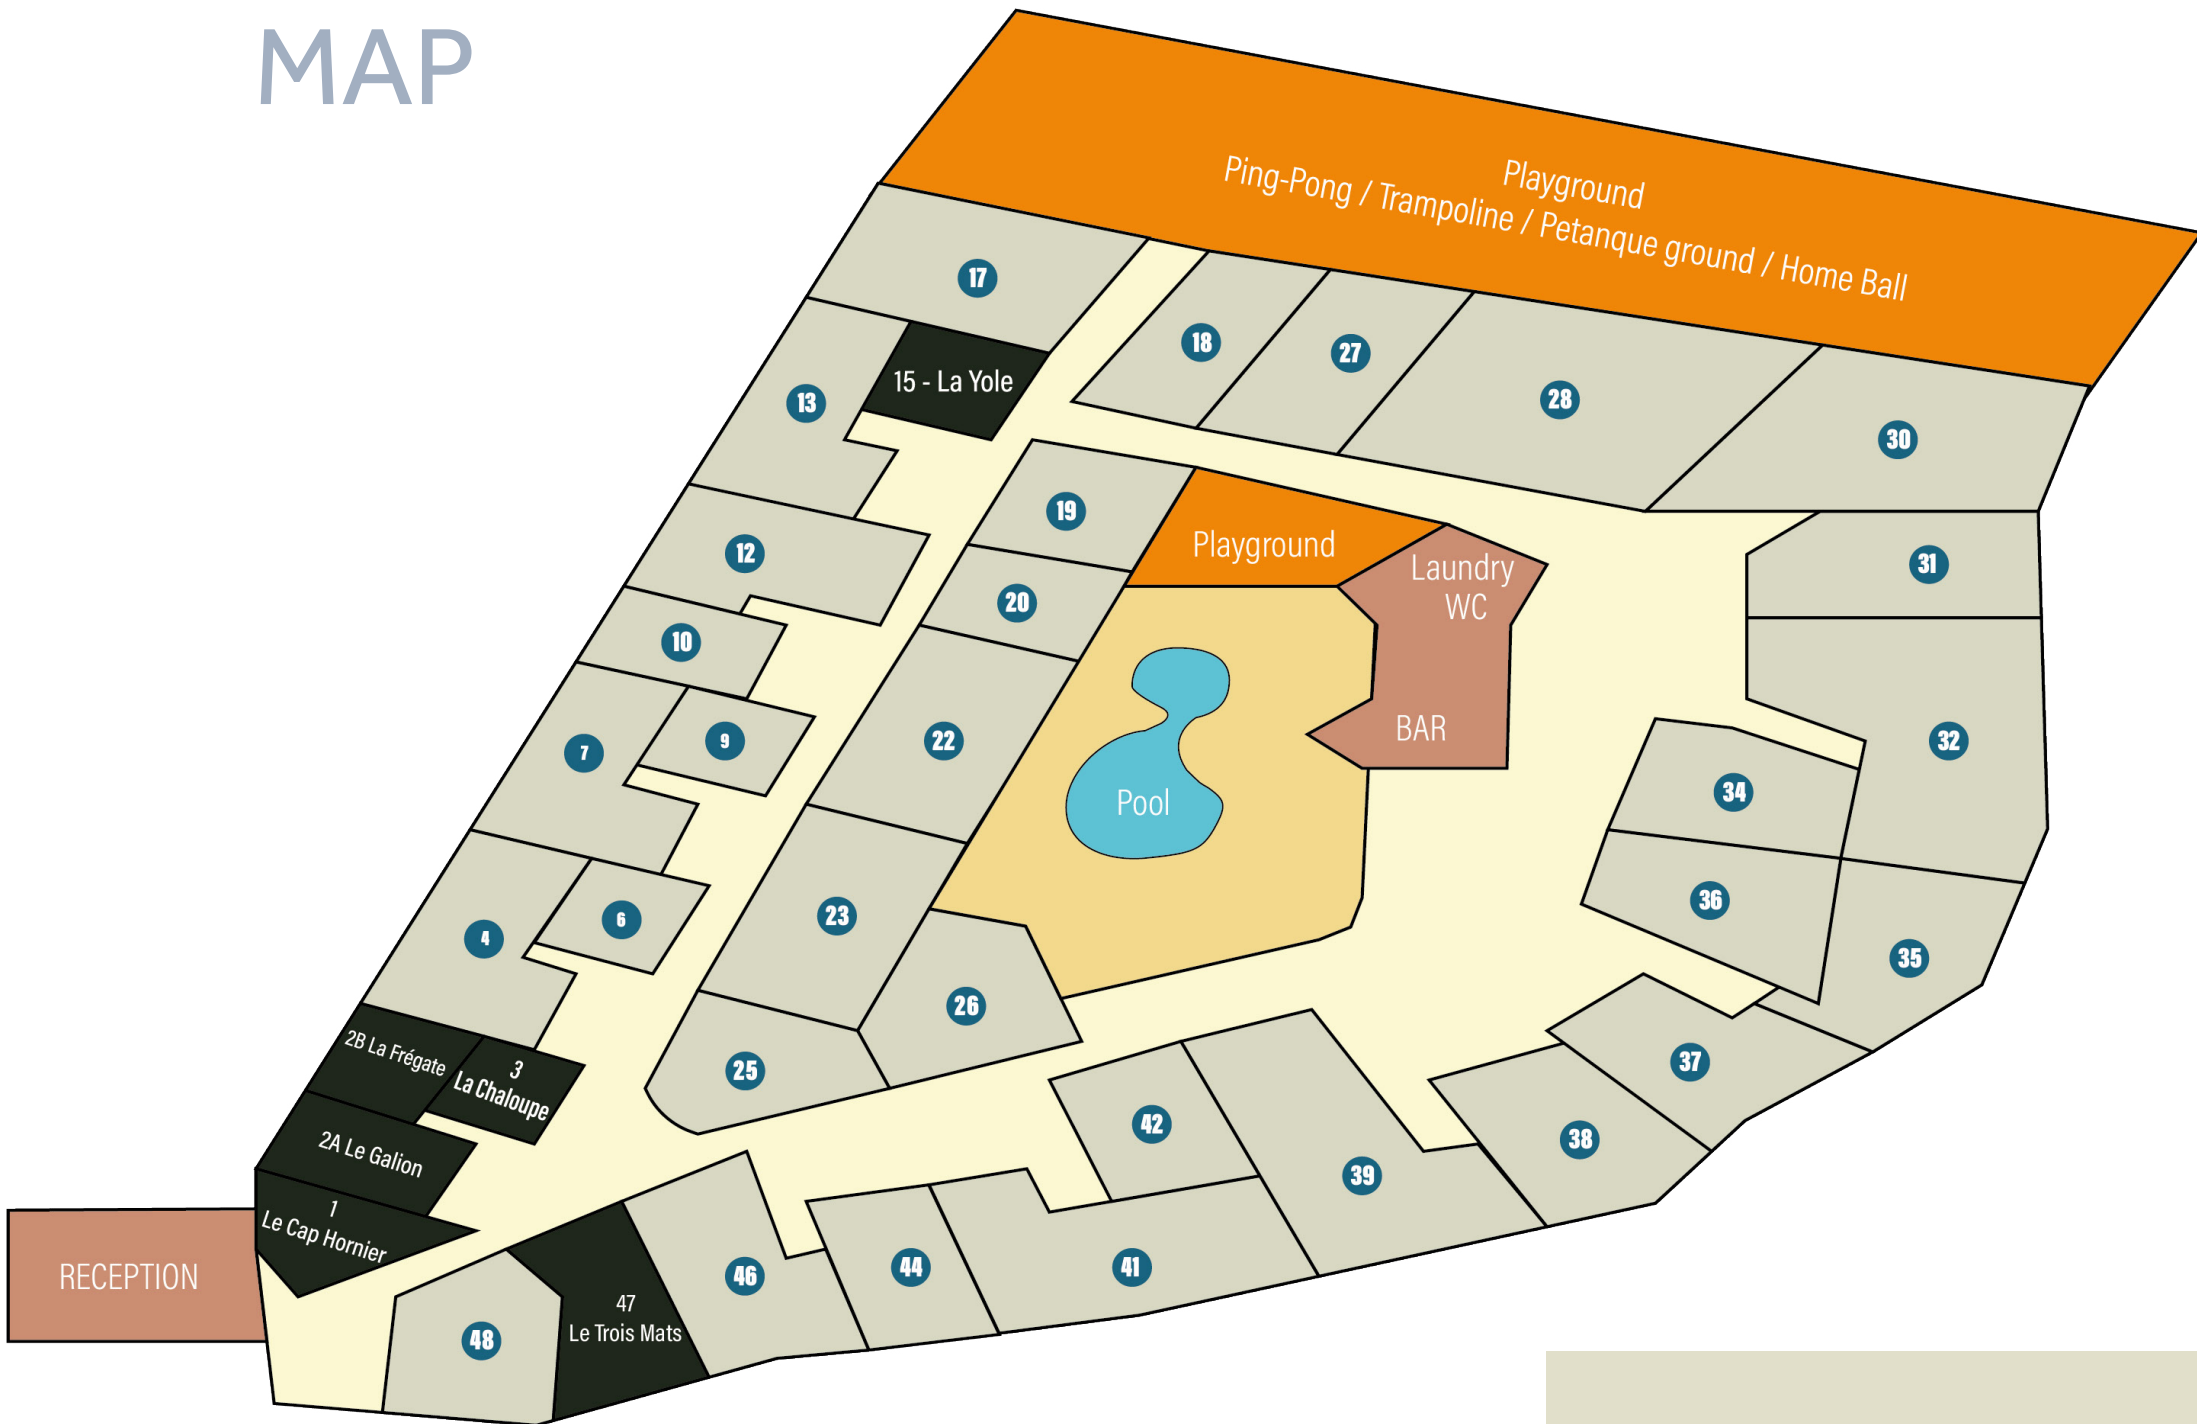 MAP
Playground
Ping-Pong / Trampoline / Petanque ground / Home Ball
17
18
27
28
30
15 - La Yole
13
19
Playground
Laundry
WC
31
12
20
10
9
7
22
BAR
32
Pool
34
36
23
6
4
35
26
2B La Frégate
3
La Chaloupe
25
37
42
38
39
2A Le Galion
1
Le Cap Hornier
RECEPTION
46
44
41
47
Le Trois Mats
48